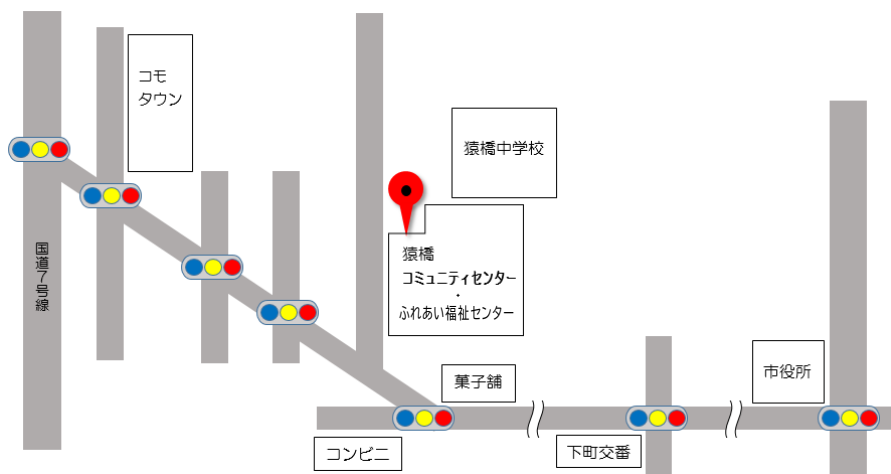 コモ
タウン
猿橋中学校
国道7号線
猿橋
コミュニティセンター
・
ふれあい福祉センター
市役所
菓子舗
コンビニ
下町交番